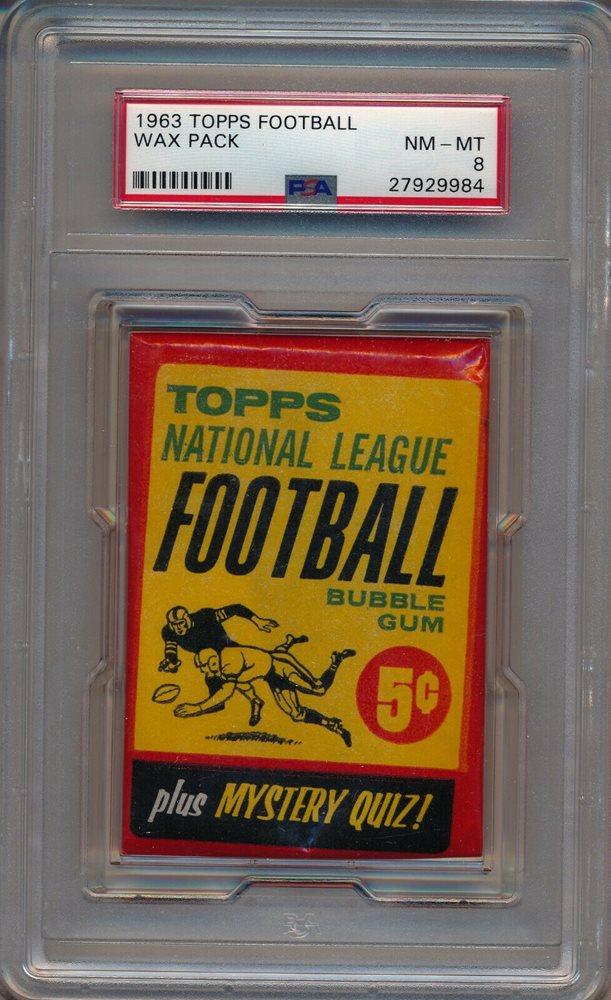 1963 TOPPS FOOTBALL
WAX PACK
NM - MT
8
PSA
27929984
TOPPS
NATIONAL LEAGUE
FOOTBALL
BUBBLE
GUM
5¢
plus MYSTERY QUIZ!